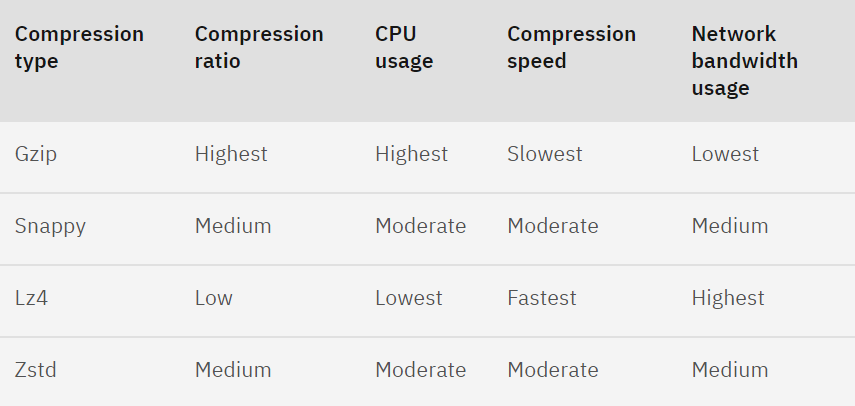 Compression type Compression ratio CPU usage Compression speed Network bandwidth usage
Gzip Highest Highest Slowest Lowest
Snappy Medium Moderate Moderate Medium
Lz4 Low Lowest Fastest Highest
Zstd Medium Moderate Moderate Medium